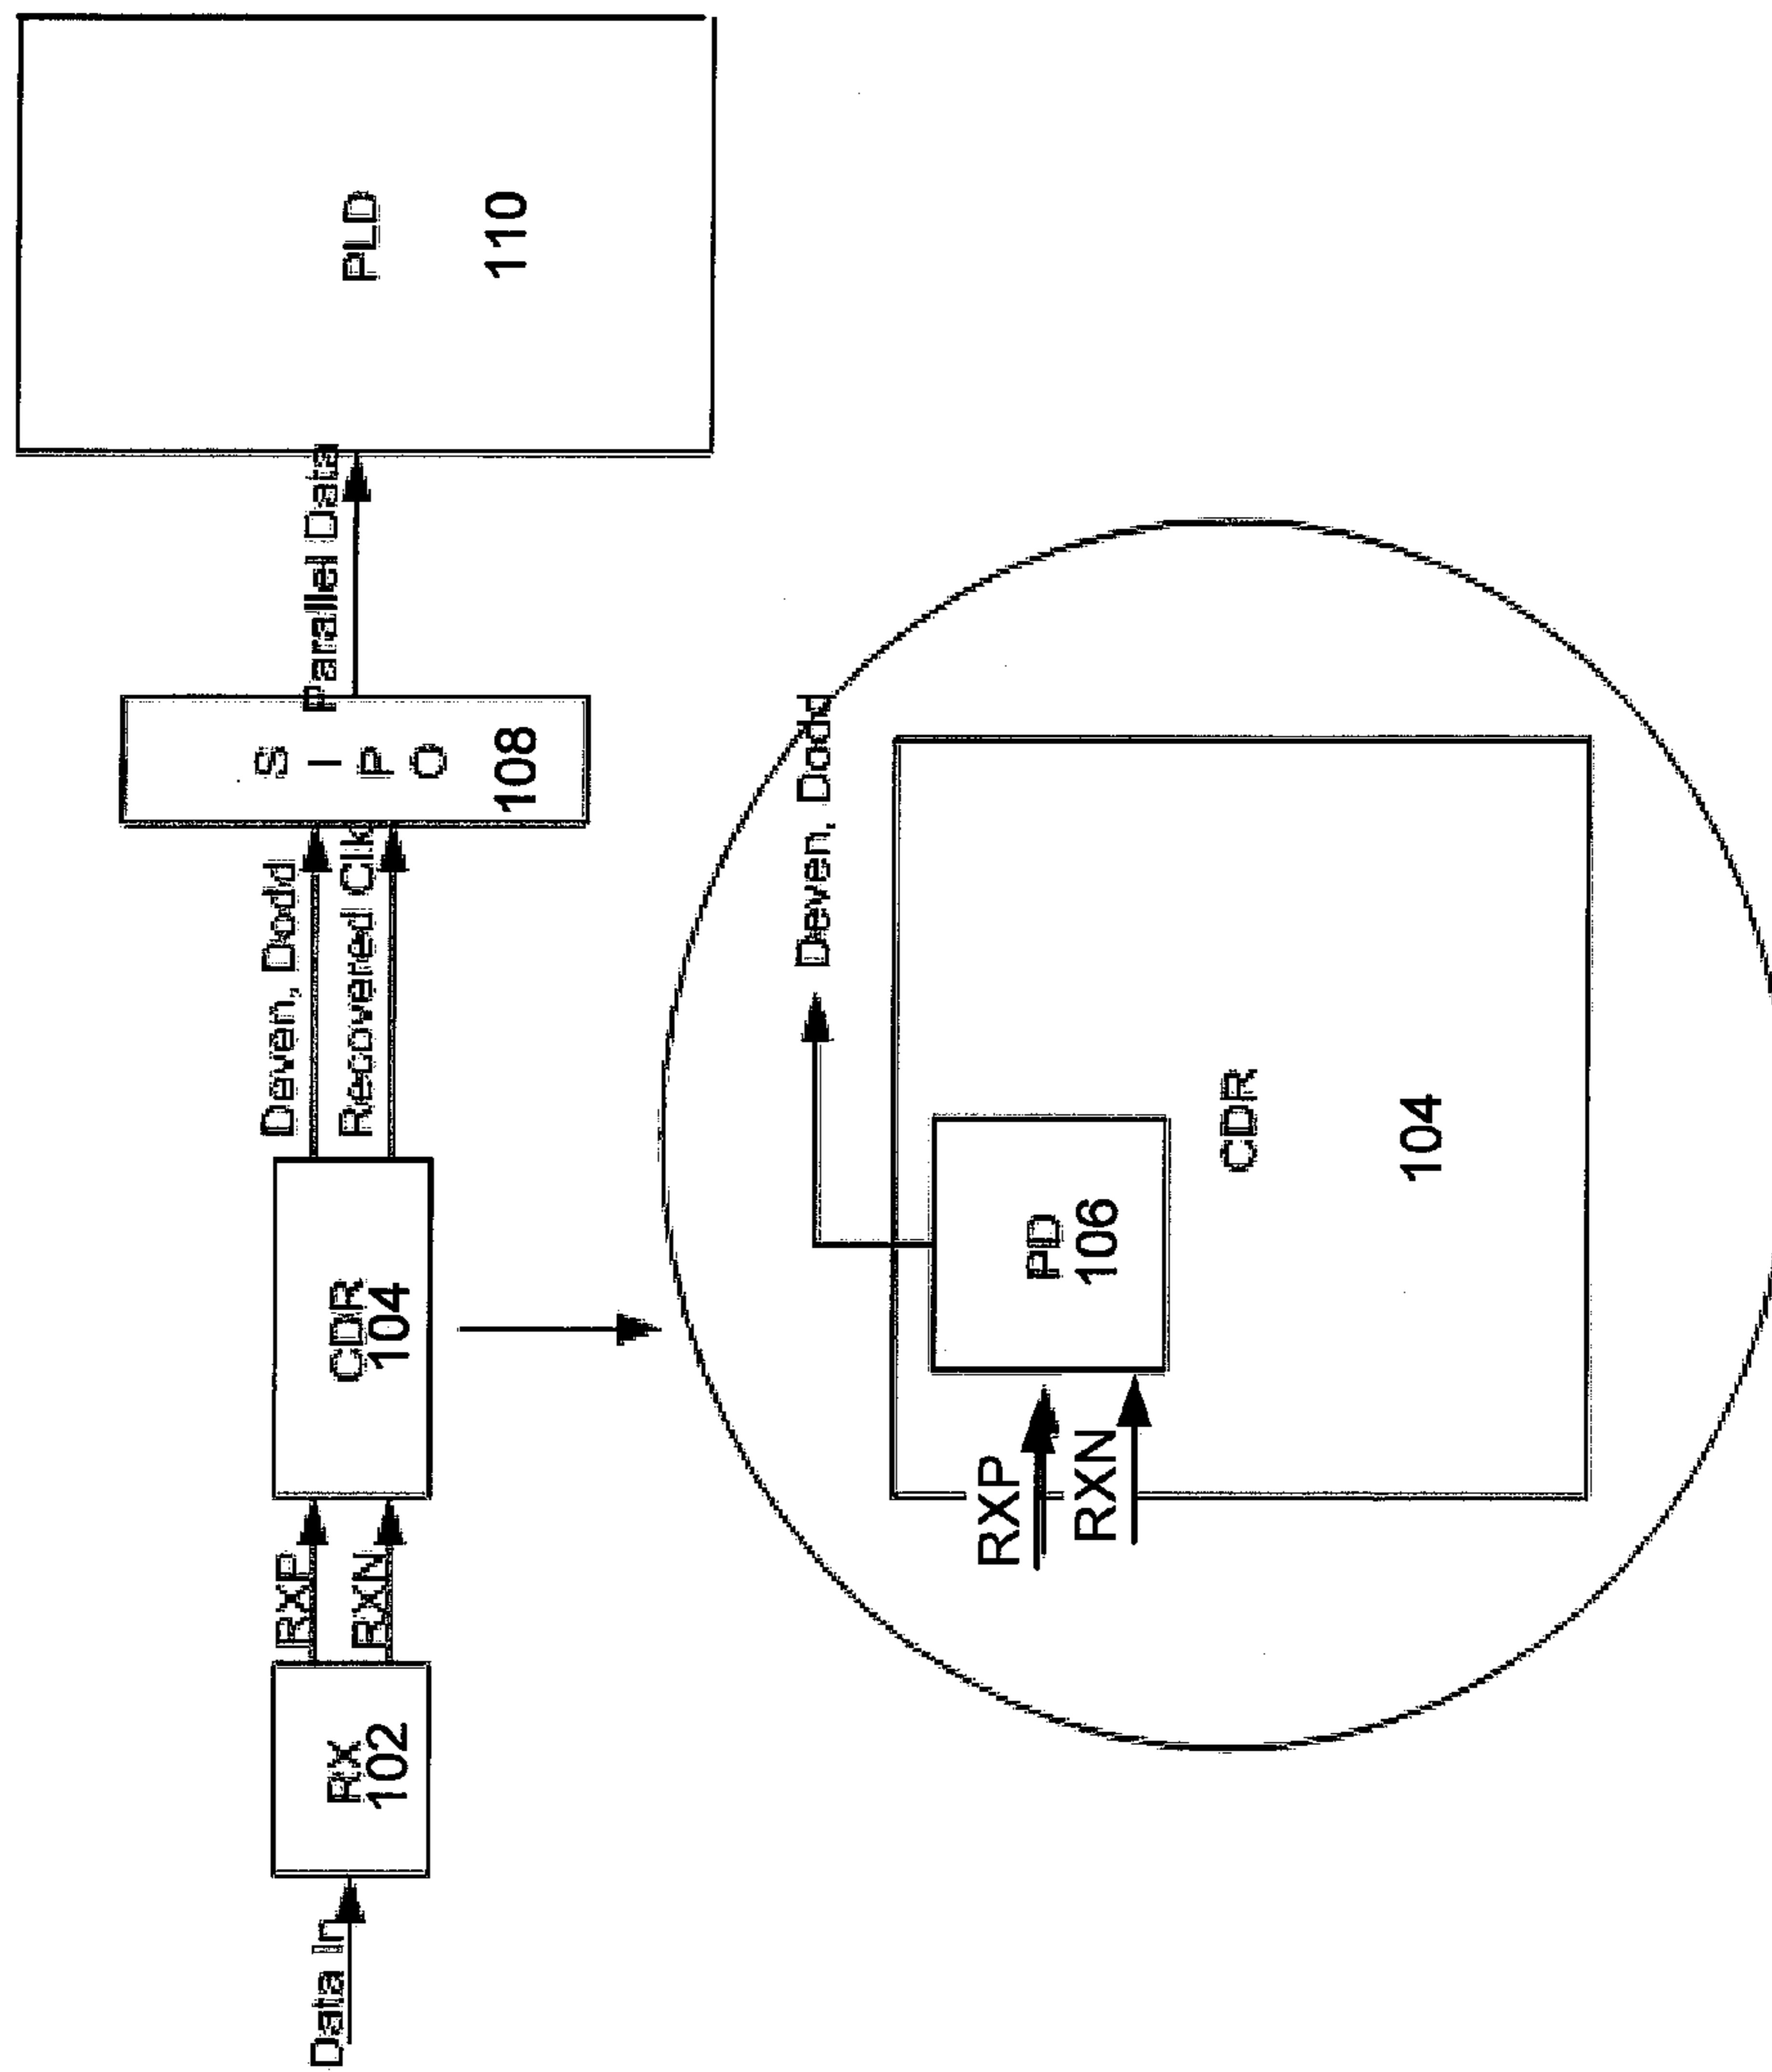 Data In
RX
102
RXP
RXN
CDR
104
Deven, Dodd
Recovered Clk
S
I
P
O
108
Parallel Data
PLD
110
RXP
RXN
PD
106
Deven, Dodd
CDR
104